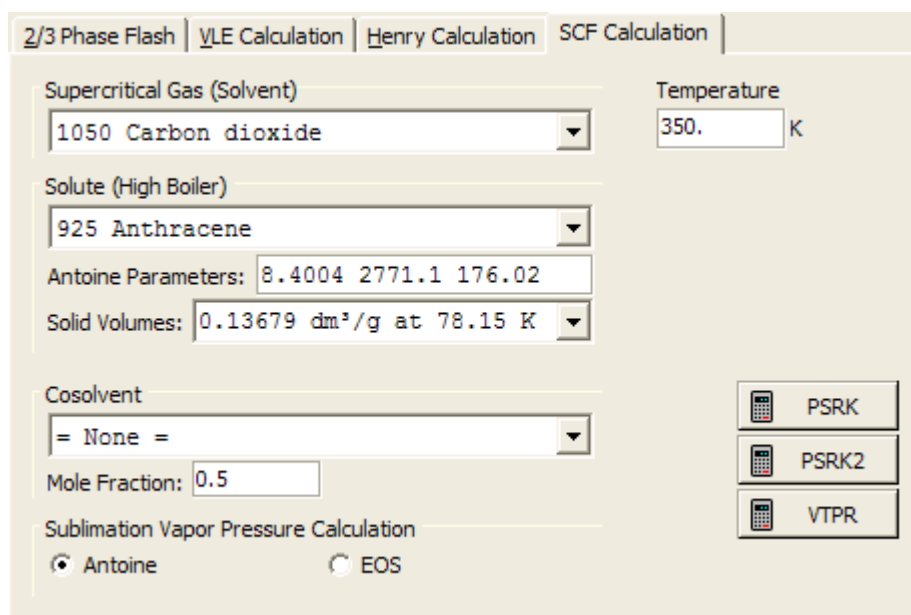 2/3 Phase Flash VLE Calculation Henry Calculation SCF Calculation
Supercritical Gas (Solvent)
Temperature
1050 Carbon dioxide
350. K
Solute (High Boiler)
925 Anthracene
Antoine Parameters: 8.4004 2771.1 176.02
Solid Volumes: 0.13679 dm³/g at 78.15 K
Cosolvent
= None =
PSRK
Mole Fraction: 0.5
PSRK2
VTPR
Sublimation Vapor Pressure Calculation
Antoine EOS